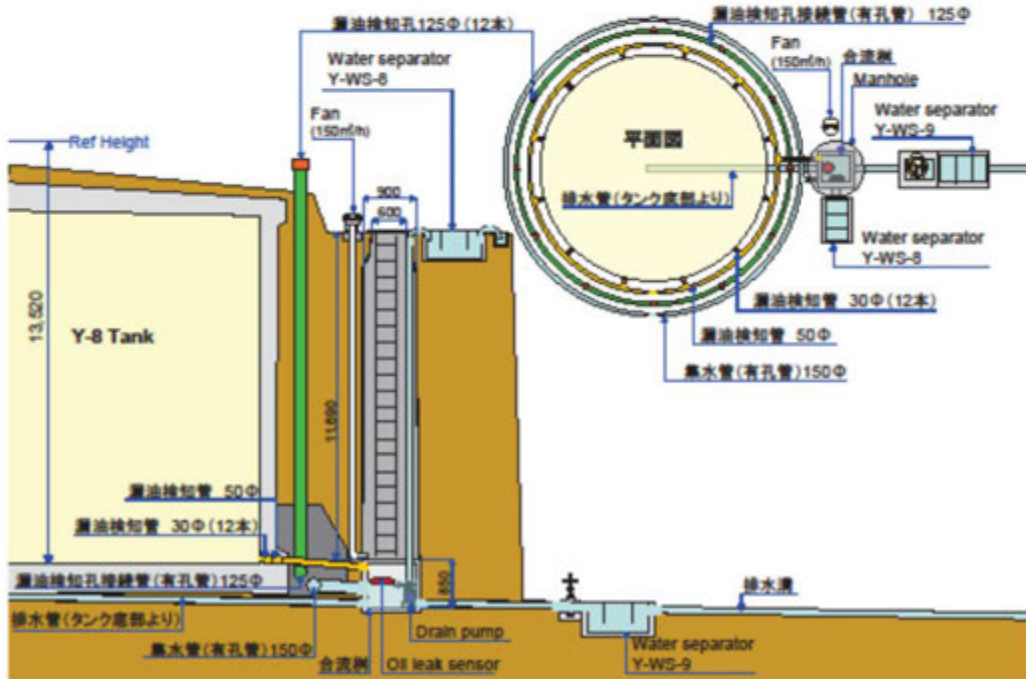 漏油検知孔125Φ(12本)
Water separator
Y-WS-8
Fan
(150㎥/h)
Ref Height
900
600
13,520
Y-8 Tank
11,690
漏油検知管 50Φ
漏油検知管 30Φ(12本)
漏油検知孔接続管(有孔管)125Φ
排水管(タンク底部より)
集水管(有孔管)150Φ
合流桝
Oil leak sensor
Drain pump
850
Water separator
Y-WS-9
排水溝
漏油検知孔接続管(有孔管) 125Φ
Fan
(150㎥/h)
合流桝
Manhole
Water separator
Y-WS-9
平面図
排水管(タンク底部より)
Water separator
Y-WS-8
漏油検知管 30Φ(12本)
漏油検知管 50Φ
集水管(有孔管)150Φ